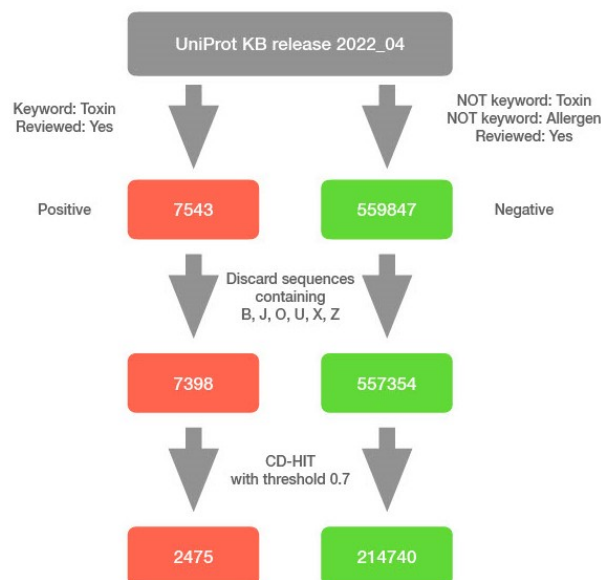 UniProt KB release 2022_04
Keyword: Toxin
Reviewed: Yes
NOT keyword: Toxin
NOT keyword: Allergen
Reviewed: Yes
Positive
7543
559847
Negative
Discard sequences
containing
B, J, O, U, X, Z
7398
557354
CD-HIT
with threshold 0.7
2475
214740